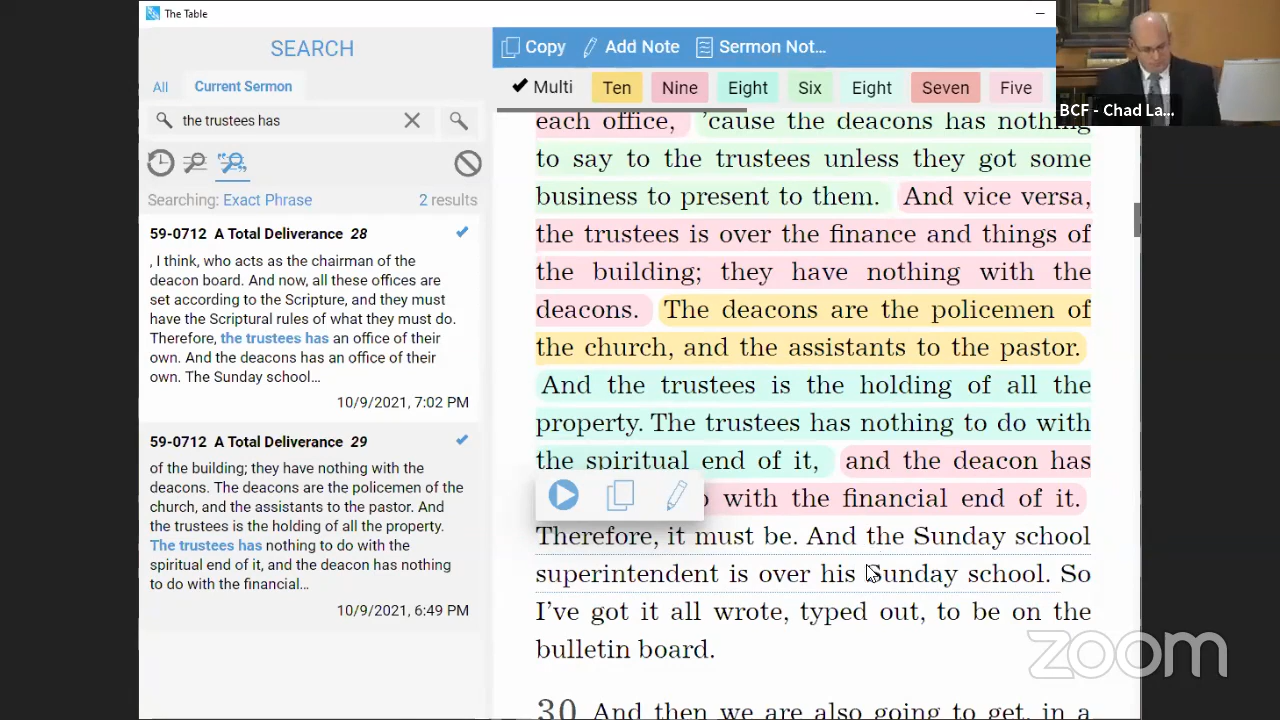 The Table
SEARCH
All
Current Sermon
the trustees has
Searching: Exact Phrase
2 results
59-0712 A Total Deliverance 28
, I think, who acts as the chairman of the
deacon board. And now, all these offices are
set according to the Scripture, and they must
have the Scriptural rules of what they must do.
Therefore, the trustees has an office of their
own. And the deacons has an office of their
own. The Sunday school...
10/9/2021, 7:02 PM
59-0712 A Total Deliverance 29
of the building; they have nothing with the
deacons. The deacons are the policemen of the
church, and the assistants to the pastor. And
the trustees is the holding of all the property.
The trustees has nothing to do with the
spiritual end of it, and the deacon has nothing
to do with the financial...
10/9/2021, 6:49 PM
Copy
Add Note
Sermon Not...
Multi
Ten
Nine
Eight
Six
Eight
Seven
Five
each office, 'cause the deacons has nothing
to say to the trustees unless they got some
business to present to them. And vice versa,
the trustees is over the finance and things of
the building; they have nothing with the
deacons. The deacons are the policemen of
the church, and the assistants to the pastor.
And the trustees is the holding of all the
property. The trustees has nothing to do with
the spiritual end of it, and the deacon has
with the financial end of it.
Therefore, it must be. And the Sunday school
superintendent is over his Sunday school. So
I've got it all wrote, typed out, to be on the
bulletin board.
30 And then we are also going to get, in a
BCF - Chad La...
zoom